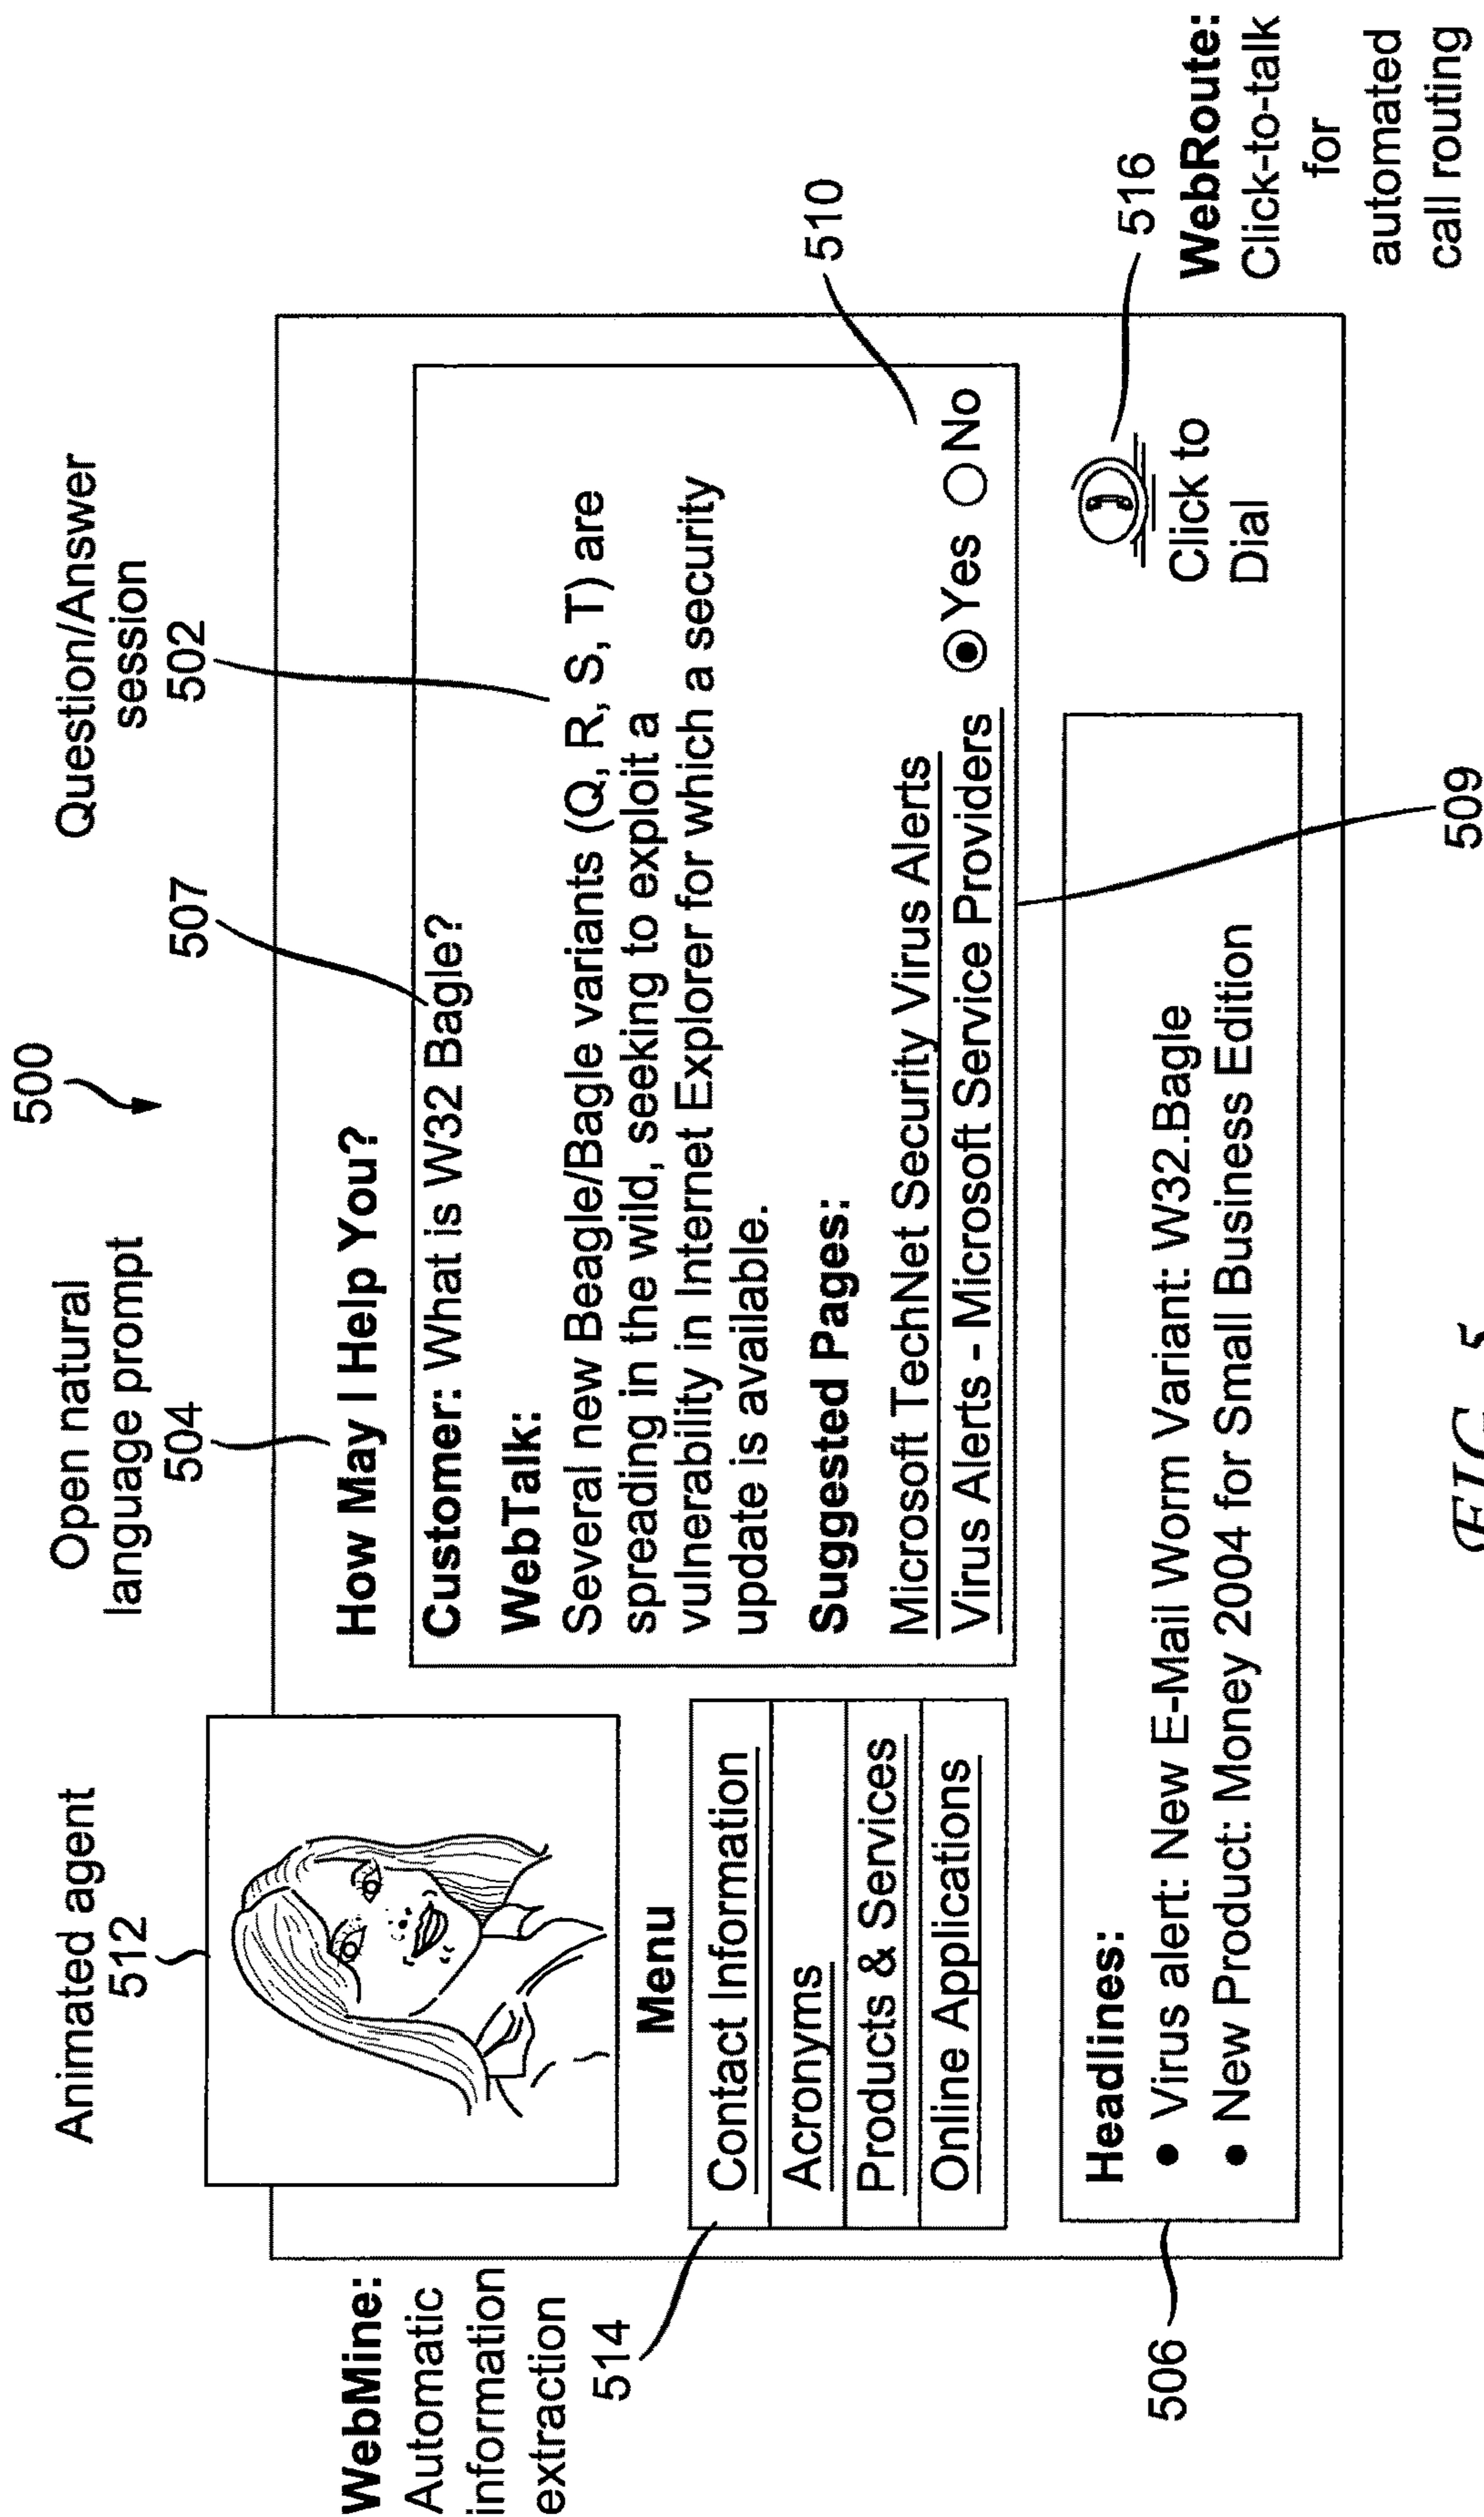 500
Animated agent
512
Open natural
language prompt
504
507
Question/Answer
session
502
WebMine:
Automatic
information
extraction
514
How May I Help You?
Customer: What is W32 Bagle?
WebTalk:
Several new Beagle/Bagle variants (Q, R, S, T) are
spreading in the wild, seeking to exploit a
vulnerability in Internet Explorer for which a security
update is available.
Suggested Pages:
Microsoft TechNet Security Virus Alerts
Virus Alerts - Microsoft Service Providers
Yes No
510
Menu
Contact Information
Acronyms
Products & Services
Online Applications
Headlines:
• Virus alert: New E-Mail Worm Variant: W32.Bagle
• New Product: Money 2004 for Small Business Edition
506
Click to
Dial
516
WebRoute:
Click-to-talk
for
automated
call routing
509
FIG. 5